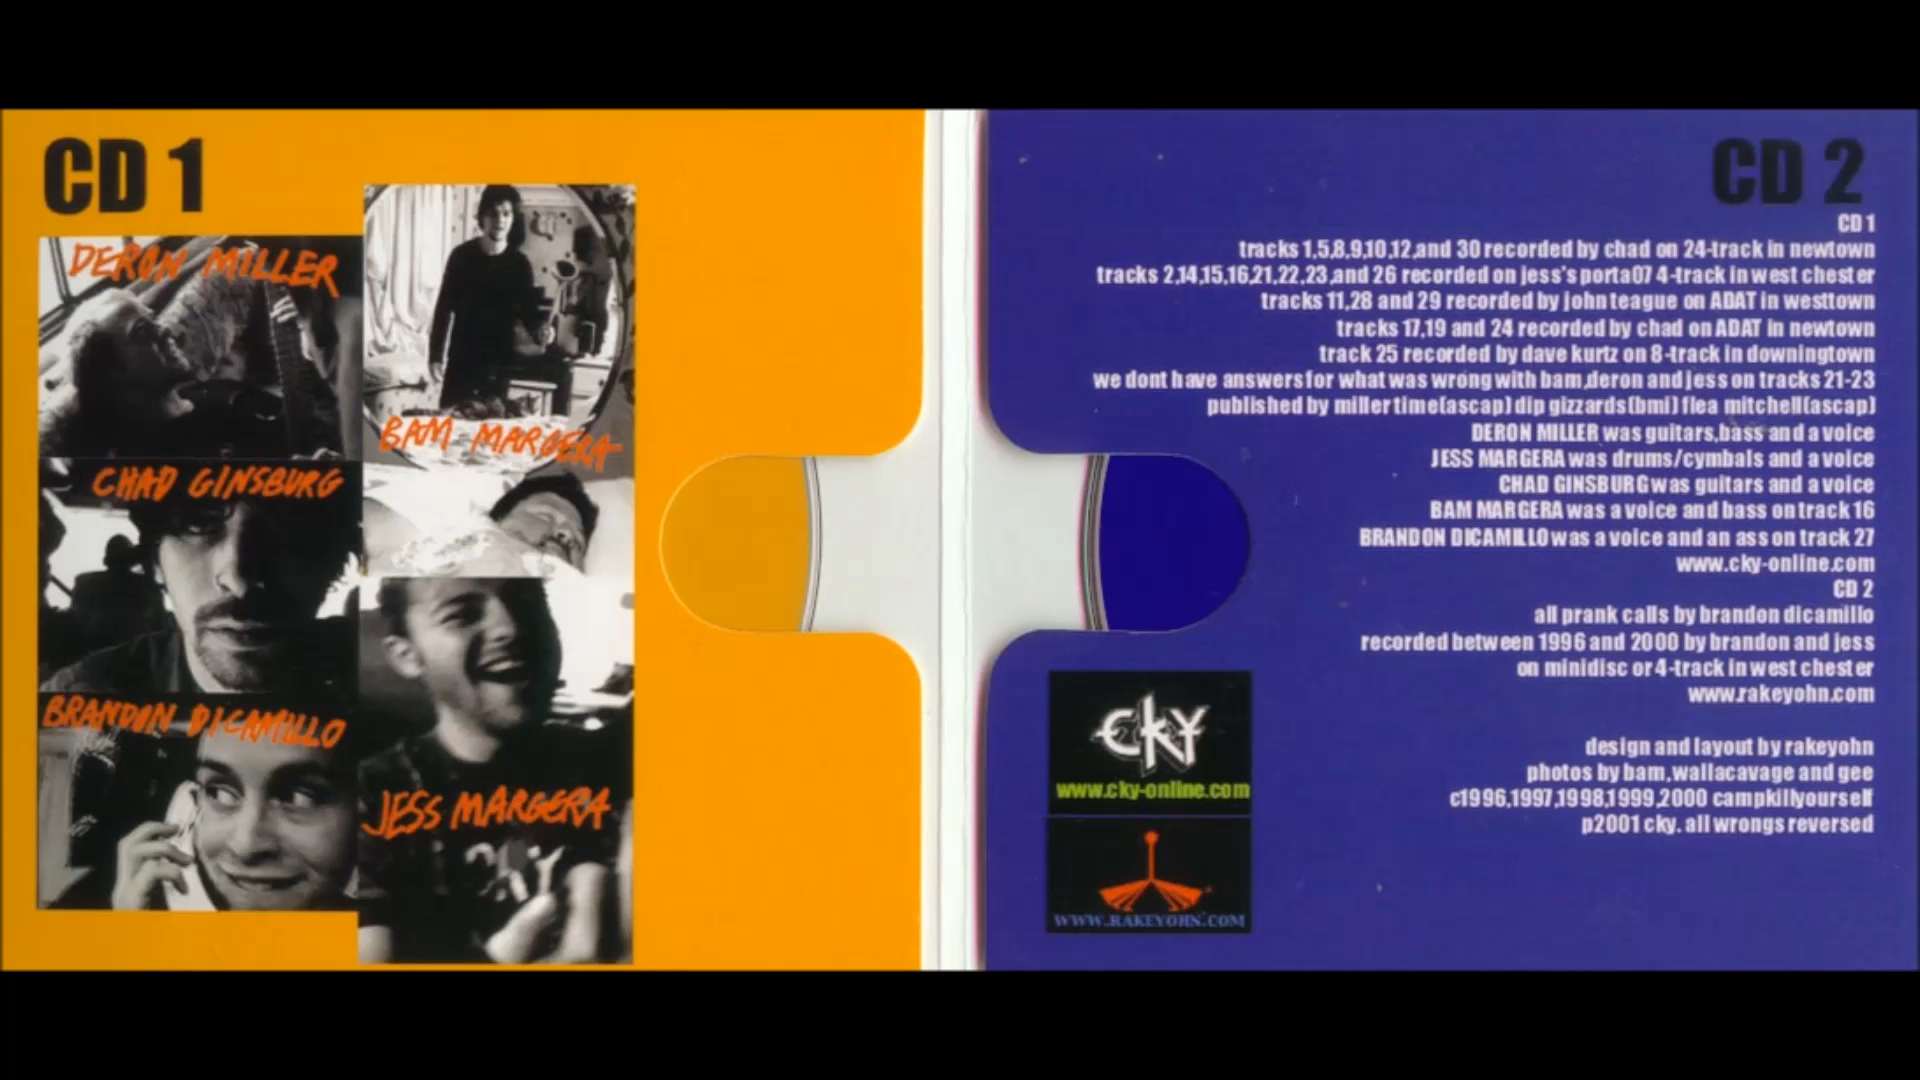 CD 1
DERON MILLER
BAM MARGERA
CHAD GINSBURG
BRANDON DICAMILLO
JESS MARGERA
CD 2
CD 1
tracks 1,5,8,9,10,12,and 30 recorded by chad on 24-track in newtown
tracks 2,14,15,16,21,22,23,and 26 recorded on jess's porta07 4-track in west chester
tracks 11,28 and 29 recorded by john teague on ADAT in westtown
tracks 17,19 and 24 recorded by chad on ADAT in newtown
track 25 recorded by dave kurtz on 8-track in downingtown
we dont have answers for what was wrong with bam,deron and jess on tracks 21-23
published by miller time(ascap) dip gizzards(bmi) flea mitchell(ascap)
DERON MILLER was guitars,bass and a voice
JESS MARGERA was drums/cymbals and a voice
CHAD GINSBURG was guitars and a voice
BAM MARGERA was a voice and bass on track 16
BRANDON DICAMILLO was a voice and an ass on track 27
www.cky-online.com
CD 2
all prank calls by brandon dicamillo
recorded between 1996 and 2000 by brandon and jess
on minidisc or 4-track in west chester
www.rakeyohn.com
design and layout by rakeyohn
photos by bam,wallacavage and gee
c1996,1997,1998,1999,2000 campkillyourself
p2001 cky. all wrongs reversed
cKY
www.cky-online.com
WWW.RAKEYOHN.COM